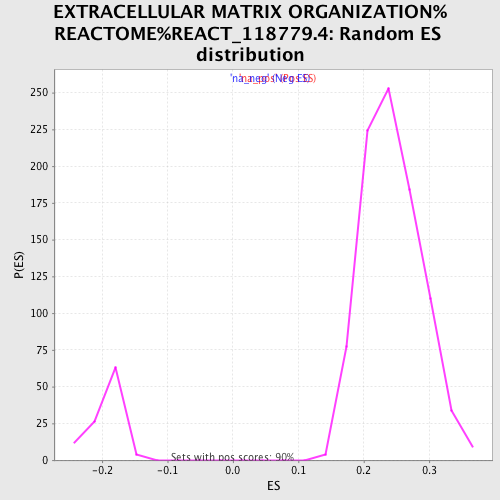 EXTRACELLULAR MATRIX ORGANIZATION%
REACTOME%REACT_118779.4: Random ES
distribution
250
225
200
175
150
125
100
75
50
25
0
P(ES)
Sets with pos scores: 90%
-0.2
-0.1
0.0
0.1
0.2
0.3
ES